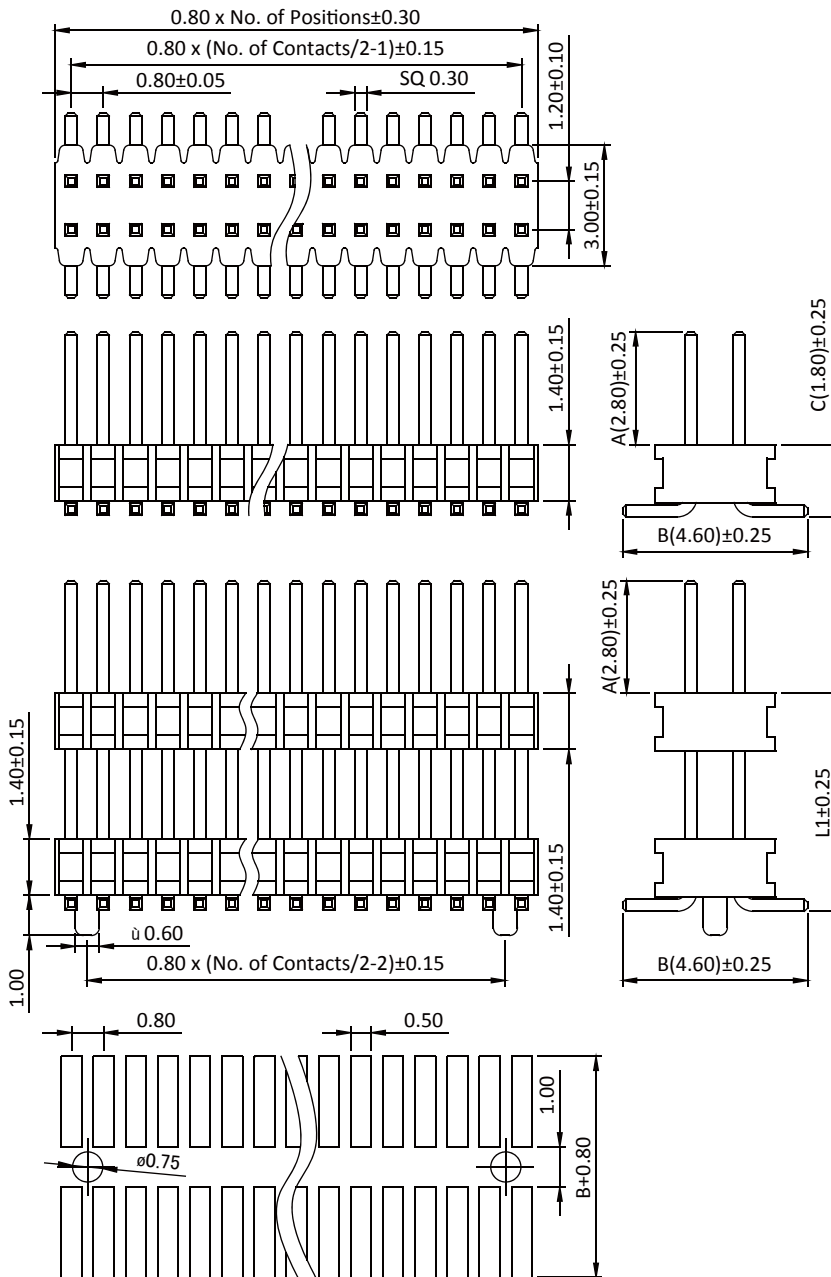 0.80 x No. of Positions±0.30
0.80 x (No. of Contacts/2-1)±0.15
0.80±0.05
SQ 0.30
1.20±0.10
3.00±0.15
1.40±0.15
A(2.80)±0.25
C(1.80)±0.25
B(4.60)±0.25
A(2.80)±0.25
1.40±0.15
1.40±0.15
L1±0.25
ù 0.60
1.00
0.80 x (No. of Contacts/2-2)±0.15
B(4.60)±0.25
0.80
0.50
1.00
ø0.75
B+0.80